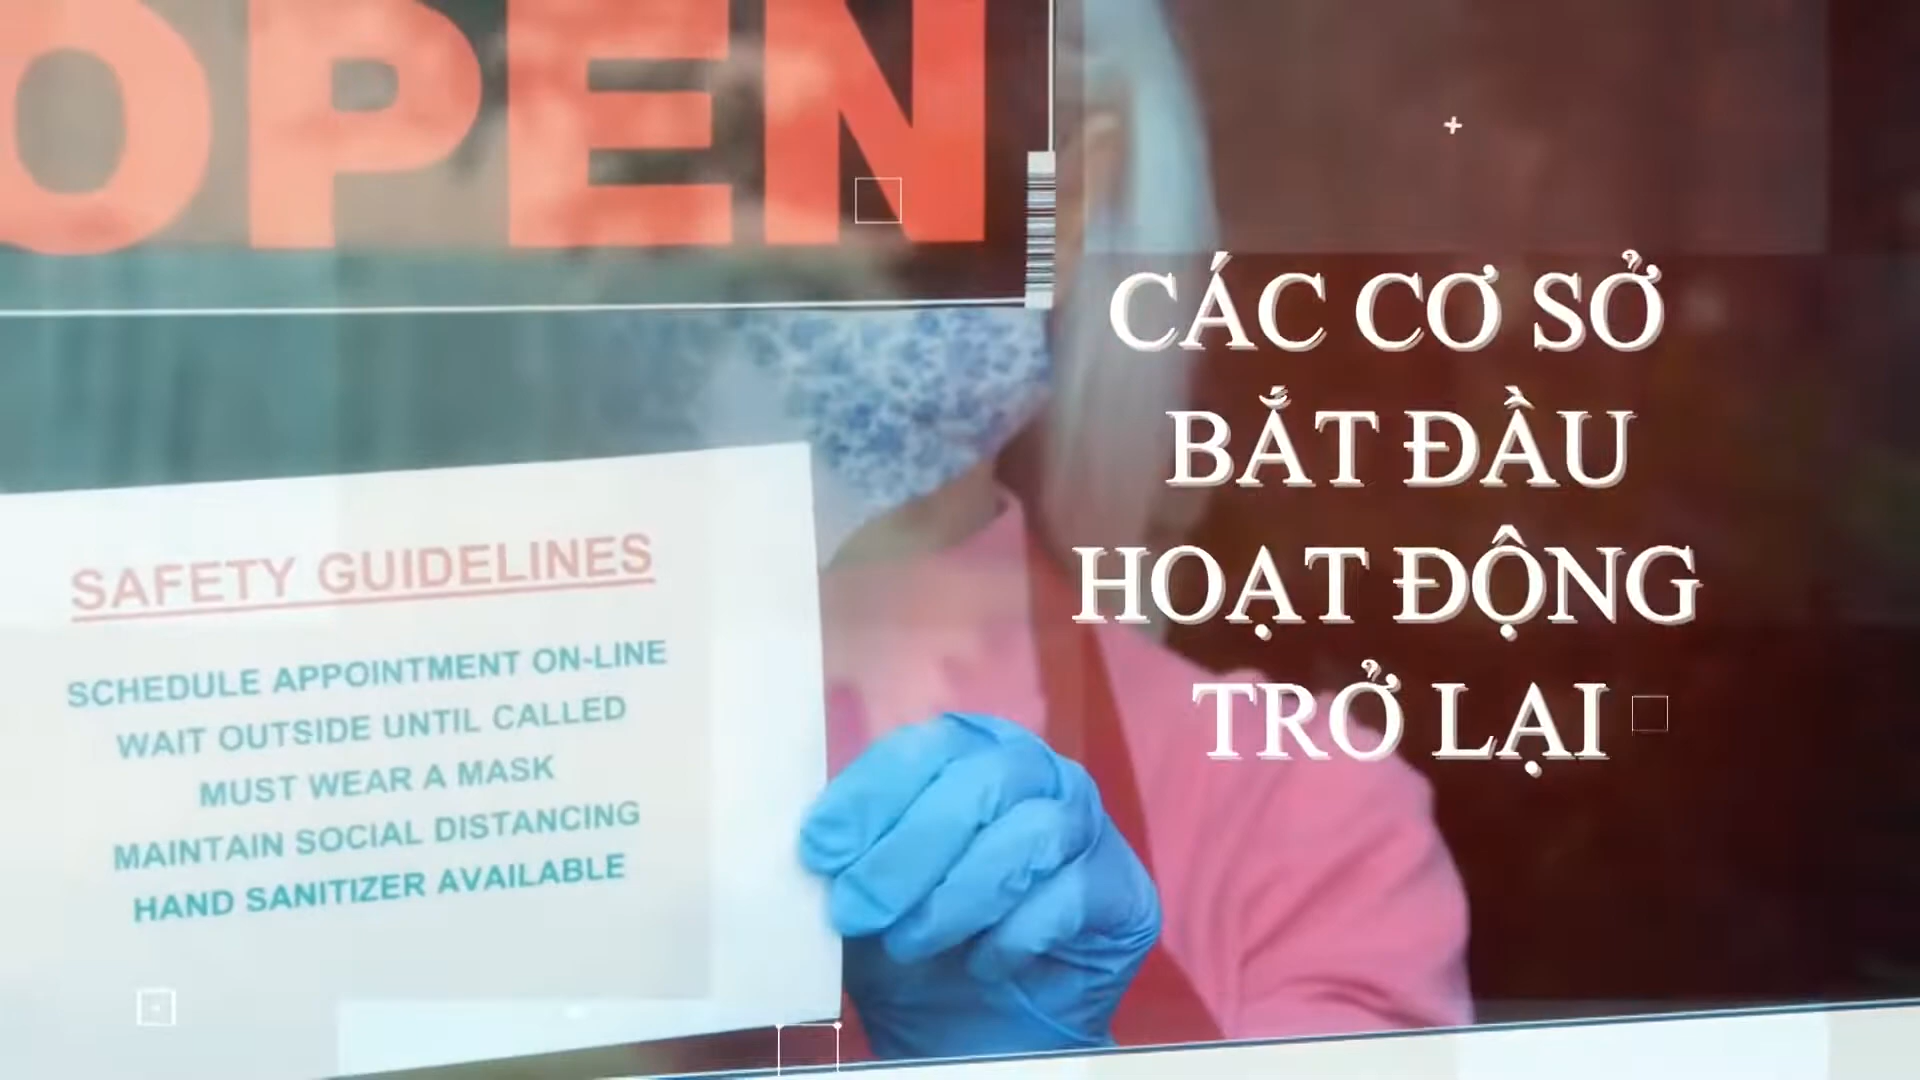 OPEN
SAFETY GUIDELINES
SCHEDULE APPOINTMENT ON-LINE
WAIT OUTSIDE UNTIL CALLED
MUST WEAR A MASK
MAINTAIN SOCIAL DISTANCING
HAND SANITIZER AVAILABLE
CÁC CƠ SỞ
BẮT ĐẦU
HOẠT ĐỘNG
TRỞ LẠI